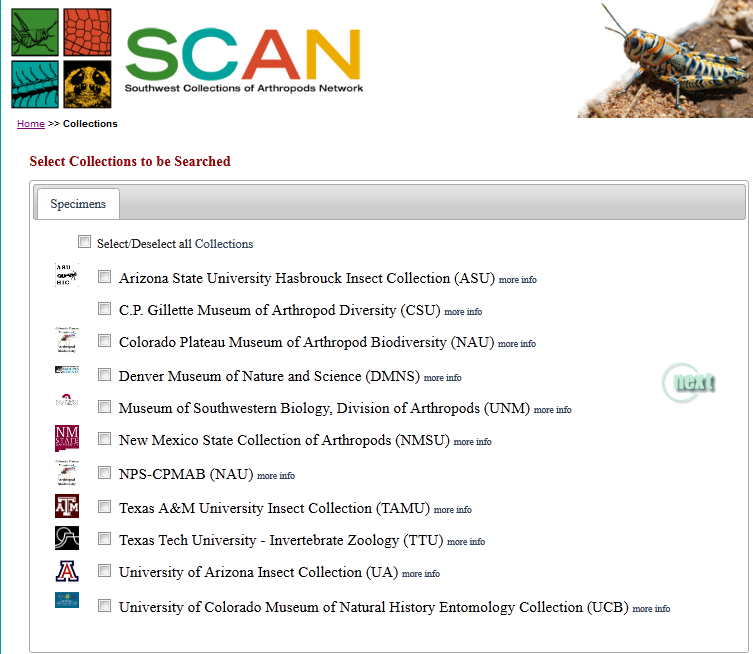 SCAN
Southwest Collections of Arthropods Network
Home >> Collections
Select Collections to be Searched
Specimens
Select/Deselect all Collections
ASU
HIC
Arizona State University Hasbrouck Insect Collection (ASU) more info
C.P. Gillette Museum of Arthropod Diversity (CSU) more info
Colorado Plateau Museum of Arthropod Biodiversity (NAU) more info
Denver Museum of Nature and Science (DMNS) more info
next
Museum of Southwestern Biology, Division of Arthropods (UNM) more info
NM
STATE
New Mexico State Collection of Arthropods (NMSU) more info
NPS-CPMAB (NAU) more info
ATM
Texas A&M University Insect Collection (TAMU) more info
Texas Tech University - Invertebrate Zoology (TTU) more info
A
University of Arizona Insect Collection (UA) more info
University of Colorado Museum of Natural History Entomology Collection (UCB) more info